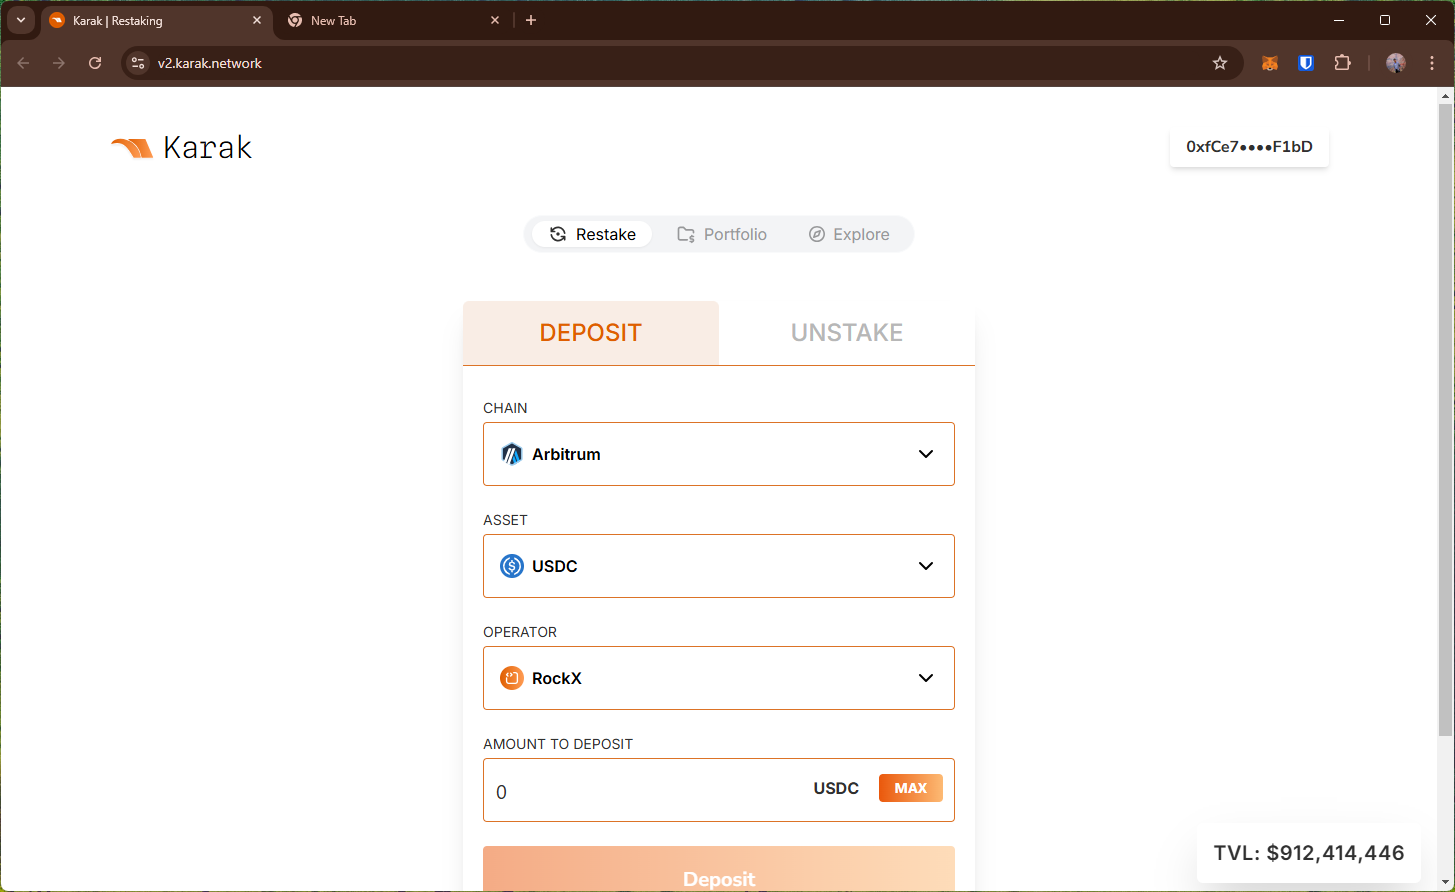 Karak | Restaking
New Tab
v2.karak.network
Karak
0xfCe7••••F1bD
Restake
Portfolio
Explore
DEPOSIT
UNSTAKE
CHAIN
Arbitrum
ASSET
USDC
OPERATOR
RockX
AMOUNT TO DEPOSIT
0
USDC
MAX
Deposit
TVL: $912,414,446